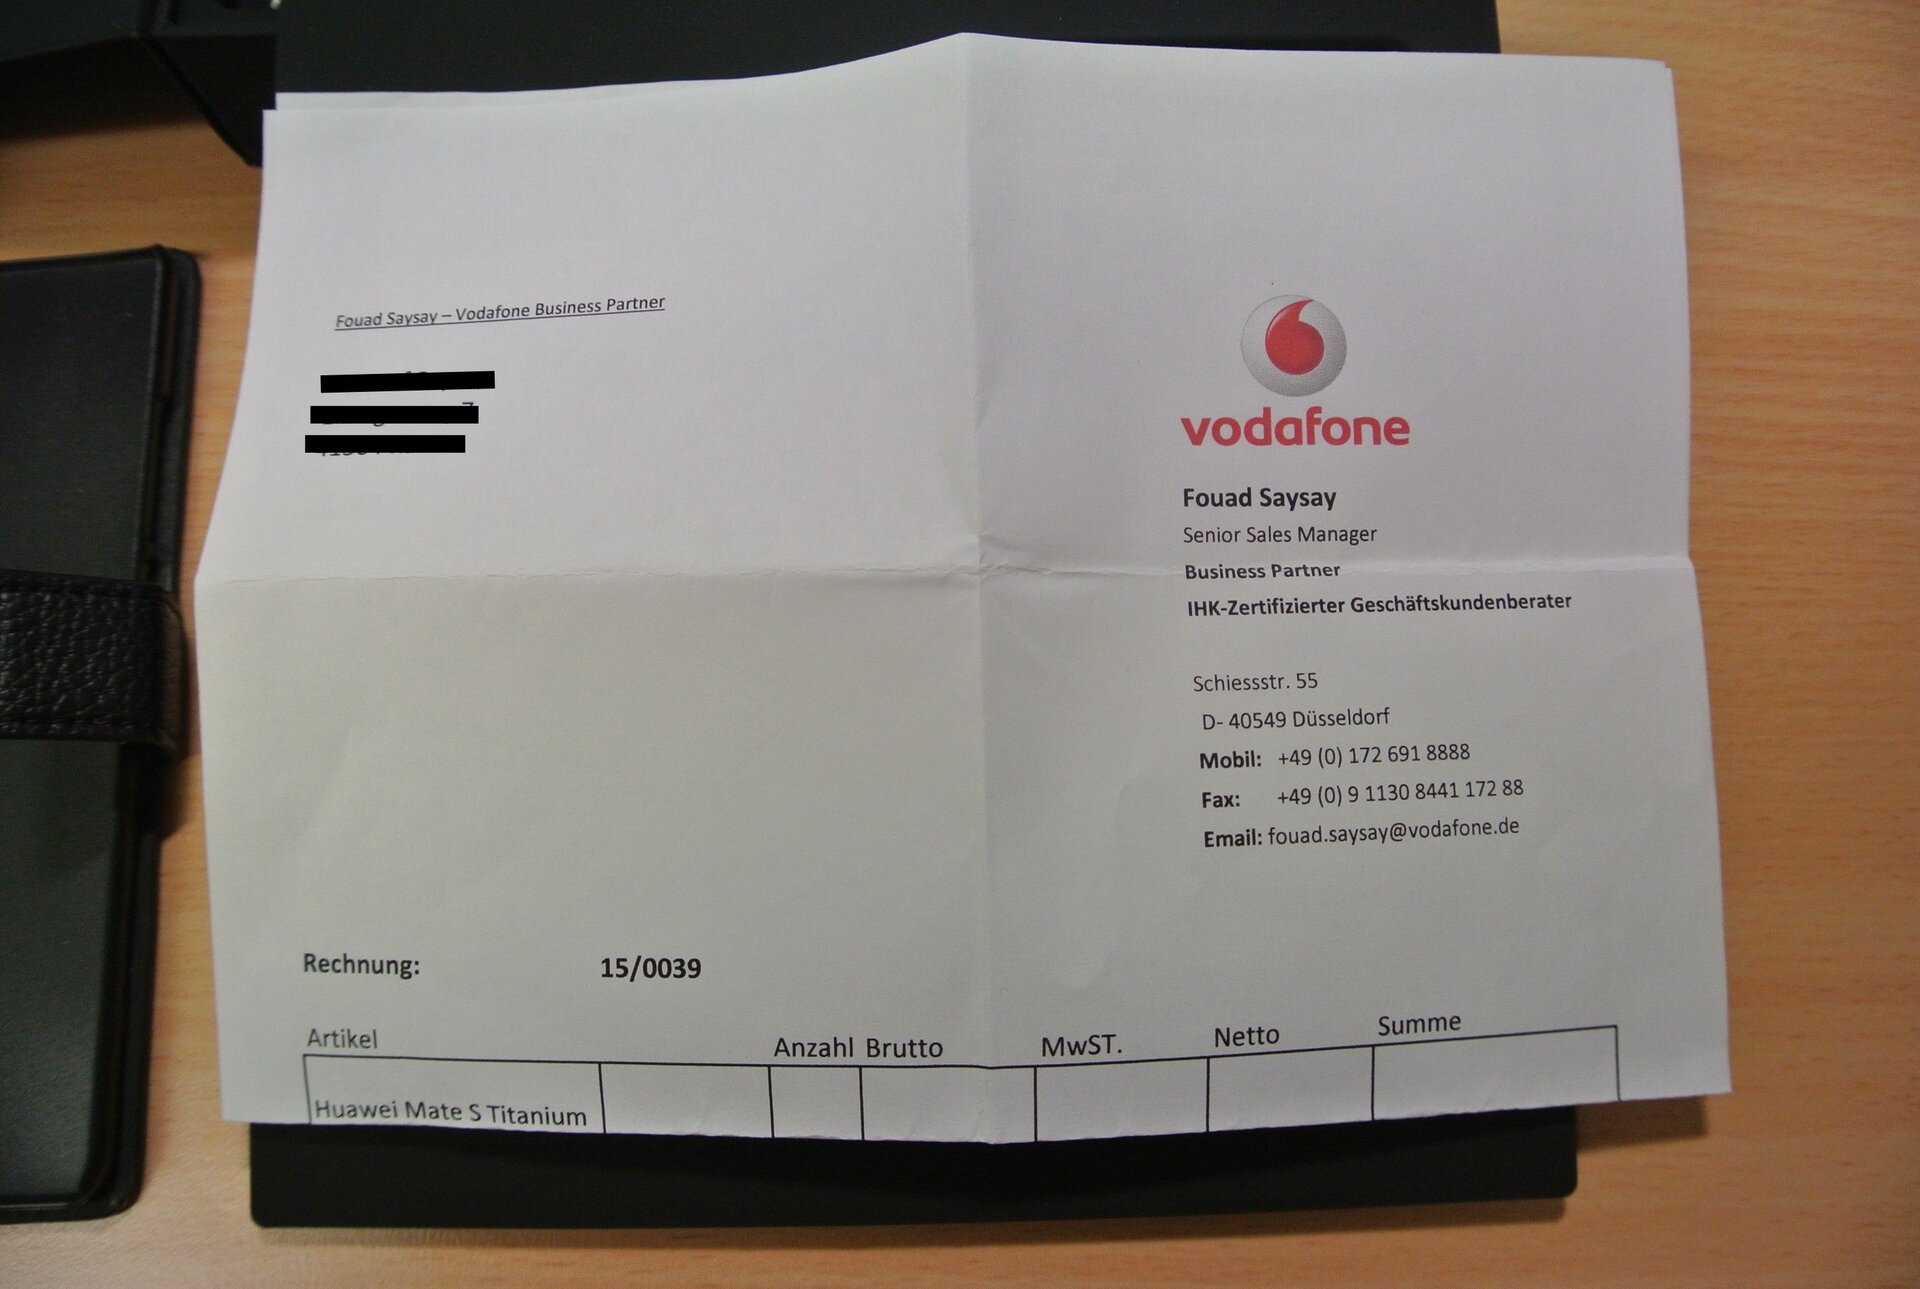 Fouad Saysay – Vodafone Business Partner
vodafone
Fouad Saysay
Senior Sales Manager
Business Partner
IHK-Zertifizierter Geschäftskundenberater
Schiessstr. 55
D- 40549 Düsseldorf
Mobil: +49 (0) 172 691 8888
Fax: +49 (0) 9 1130 8441 172 88
Email: fouad.saysay@vodafone.de
Rechnung: 15/0039
Artikel Anzahl Brutto MwST. Netto Summe
Huawei Mate S Titanium